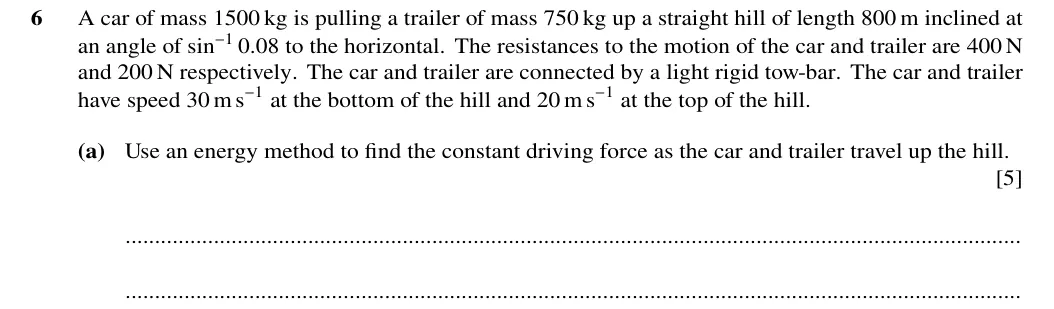 6 A car of mass 1500 kg is pulling a trailer of mass 750 kg up a straight hill of length 800 m inclined at
an angle of sin⁻¹ 0.08 to the horizontal. The resistances to the motion of the car and trailer are 400 N
and 200 N respectively. The car and trailer are connected by a light rigid tow-bar. The car and trailer
have speed 30 m s⁻¹ at the bottom of the hill and 20 m s⁻¹ at the top of the hill.
(a) Use an energy method to find the constant driving force as the car and trailer travel up the hill.
[5]